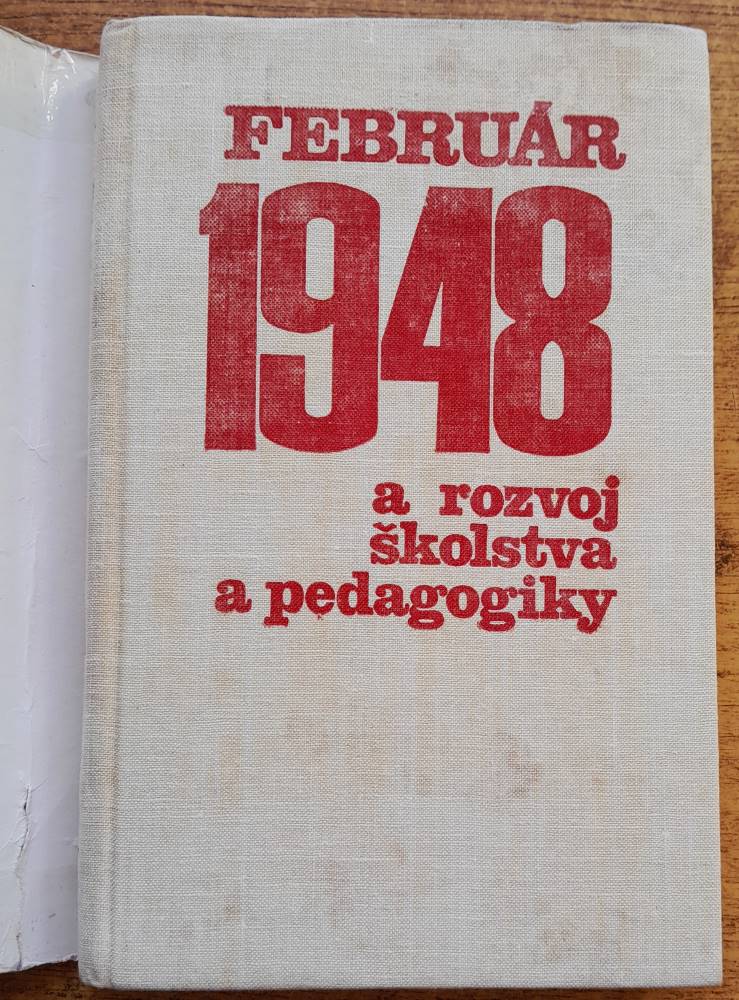 FEBRUÁR
1948
a rozvoj
školstva
a pedagogiky